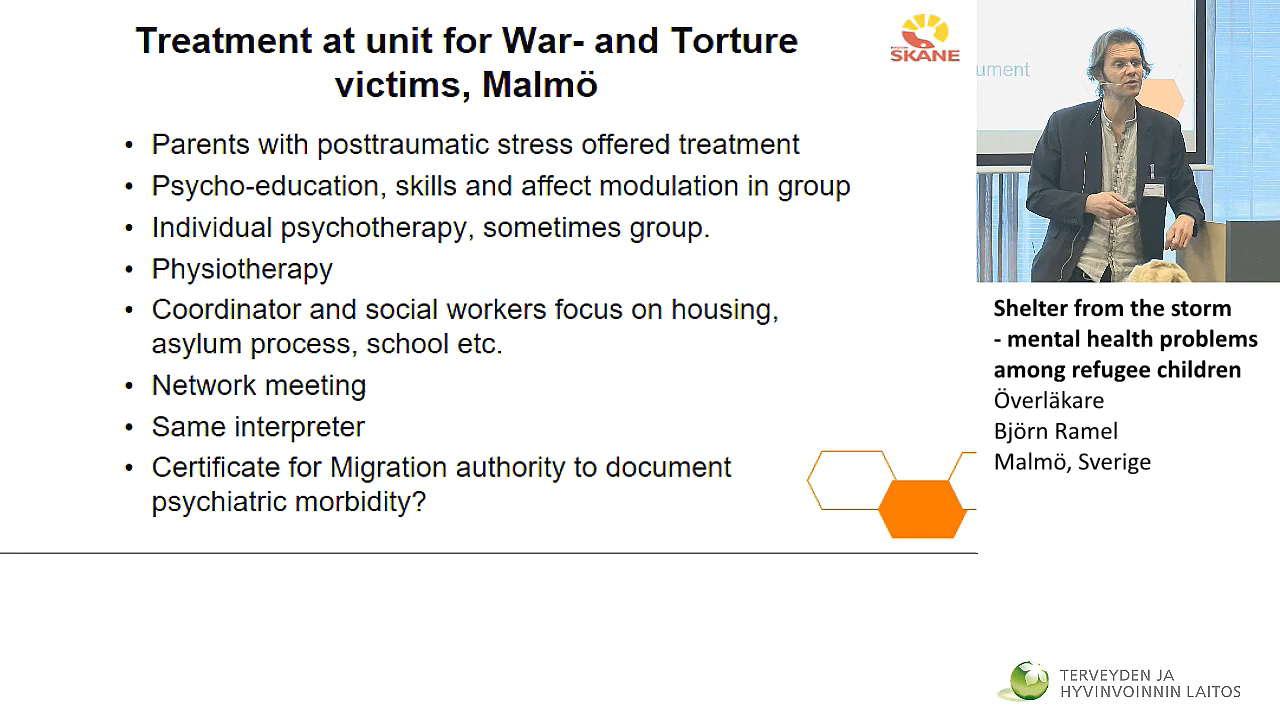 Treatment at unit for War- and Torture
victims, Malmö
SKÅNE
• Parents with posttraumatic stress offered treatment
• Psycho-education, skills and affect modulation in group
• Individual psychotherapy, sometimes group.
• Physiotherapy
• Coordinator and social workers focus on housing,
asylum process, school etc.
• Network meeting
• Same interpreter
• Certificate for Migration authority to document
psychiatric morbidity?
ument
Shelter from the storm
- mental health problems
among refugee children
Överläkare
Björn Ramel
Malmö, Sverige
TERVEYDEN JA
HYVINVOINNIN LAITOS